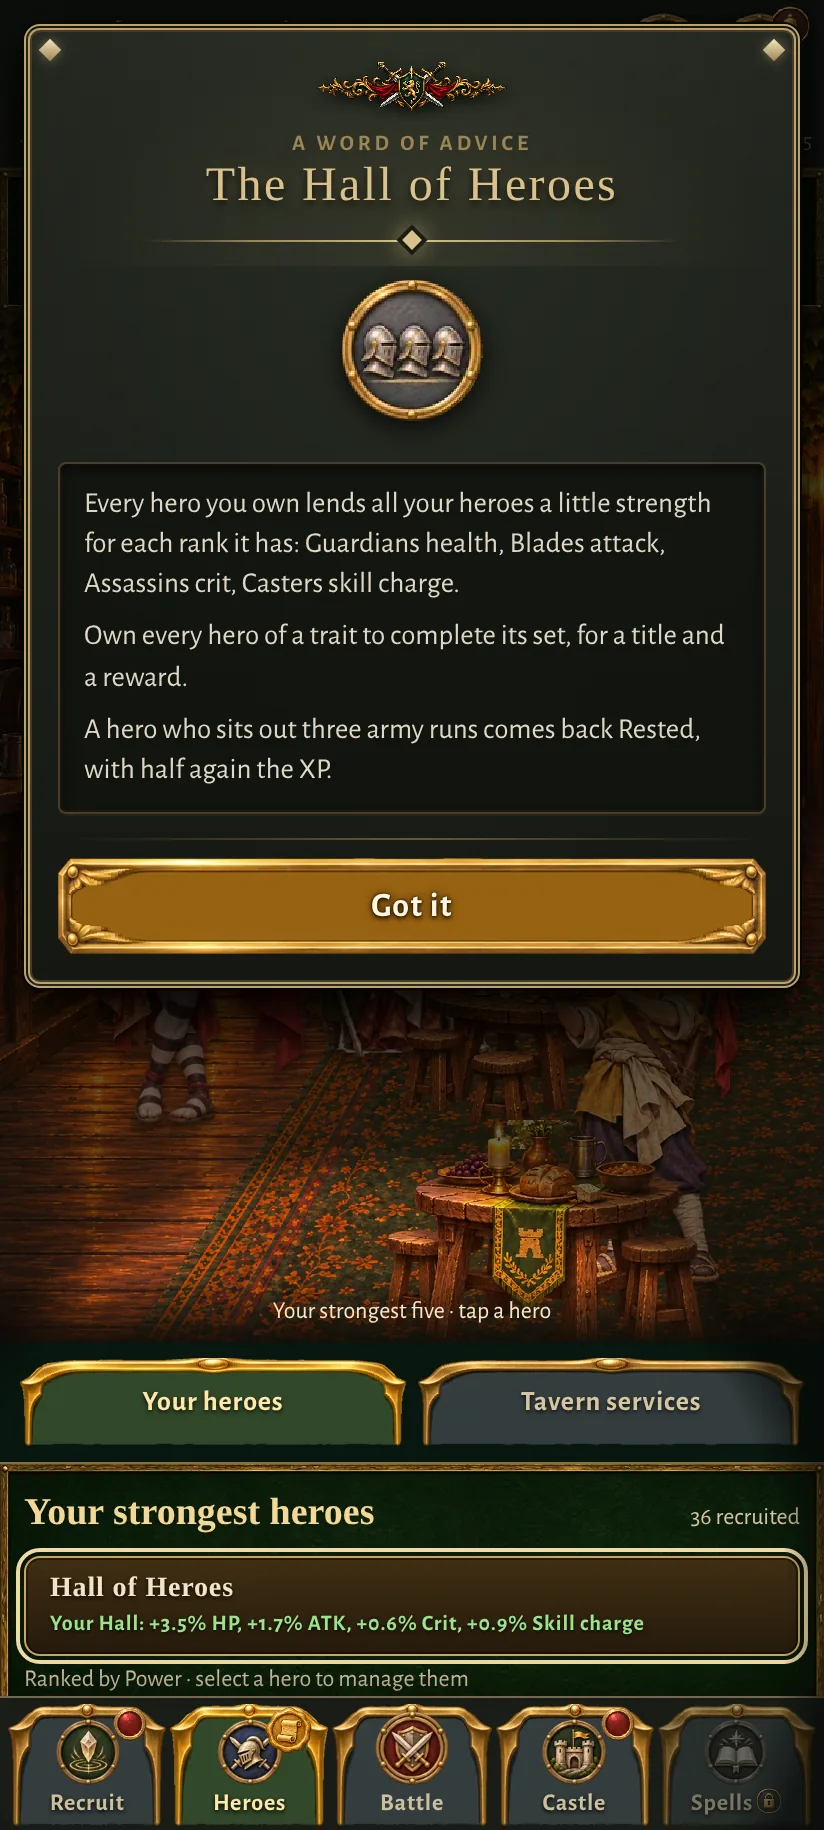 A WORD OF ADVICE
The Hall of Heroes
Every hero you own lends all your heroes a little strength
for each rank it has: Guardians health, Blades attack,
Assassins crit, Casters skill charge.
Own every hero of a trait to complete its set, for a title and
a reward.
A hero who sits out three army runs comes back Rested,
with half again the XP.
Got it
Your strongest five · tap a hero
Your heroes
Tavern services
Your strongest heroes
36 recruited
Hall of Heroes
Your Hall: +3.5% HP, +1.7% ATK, +0.6% Crit, +0.9% Skill charge
Ranked by Power · select a hero to manage them
Recruit
Heroes
Battle
Castle
Spells